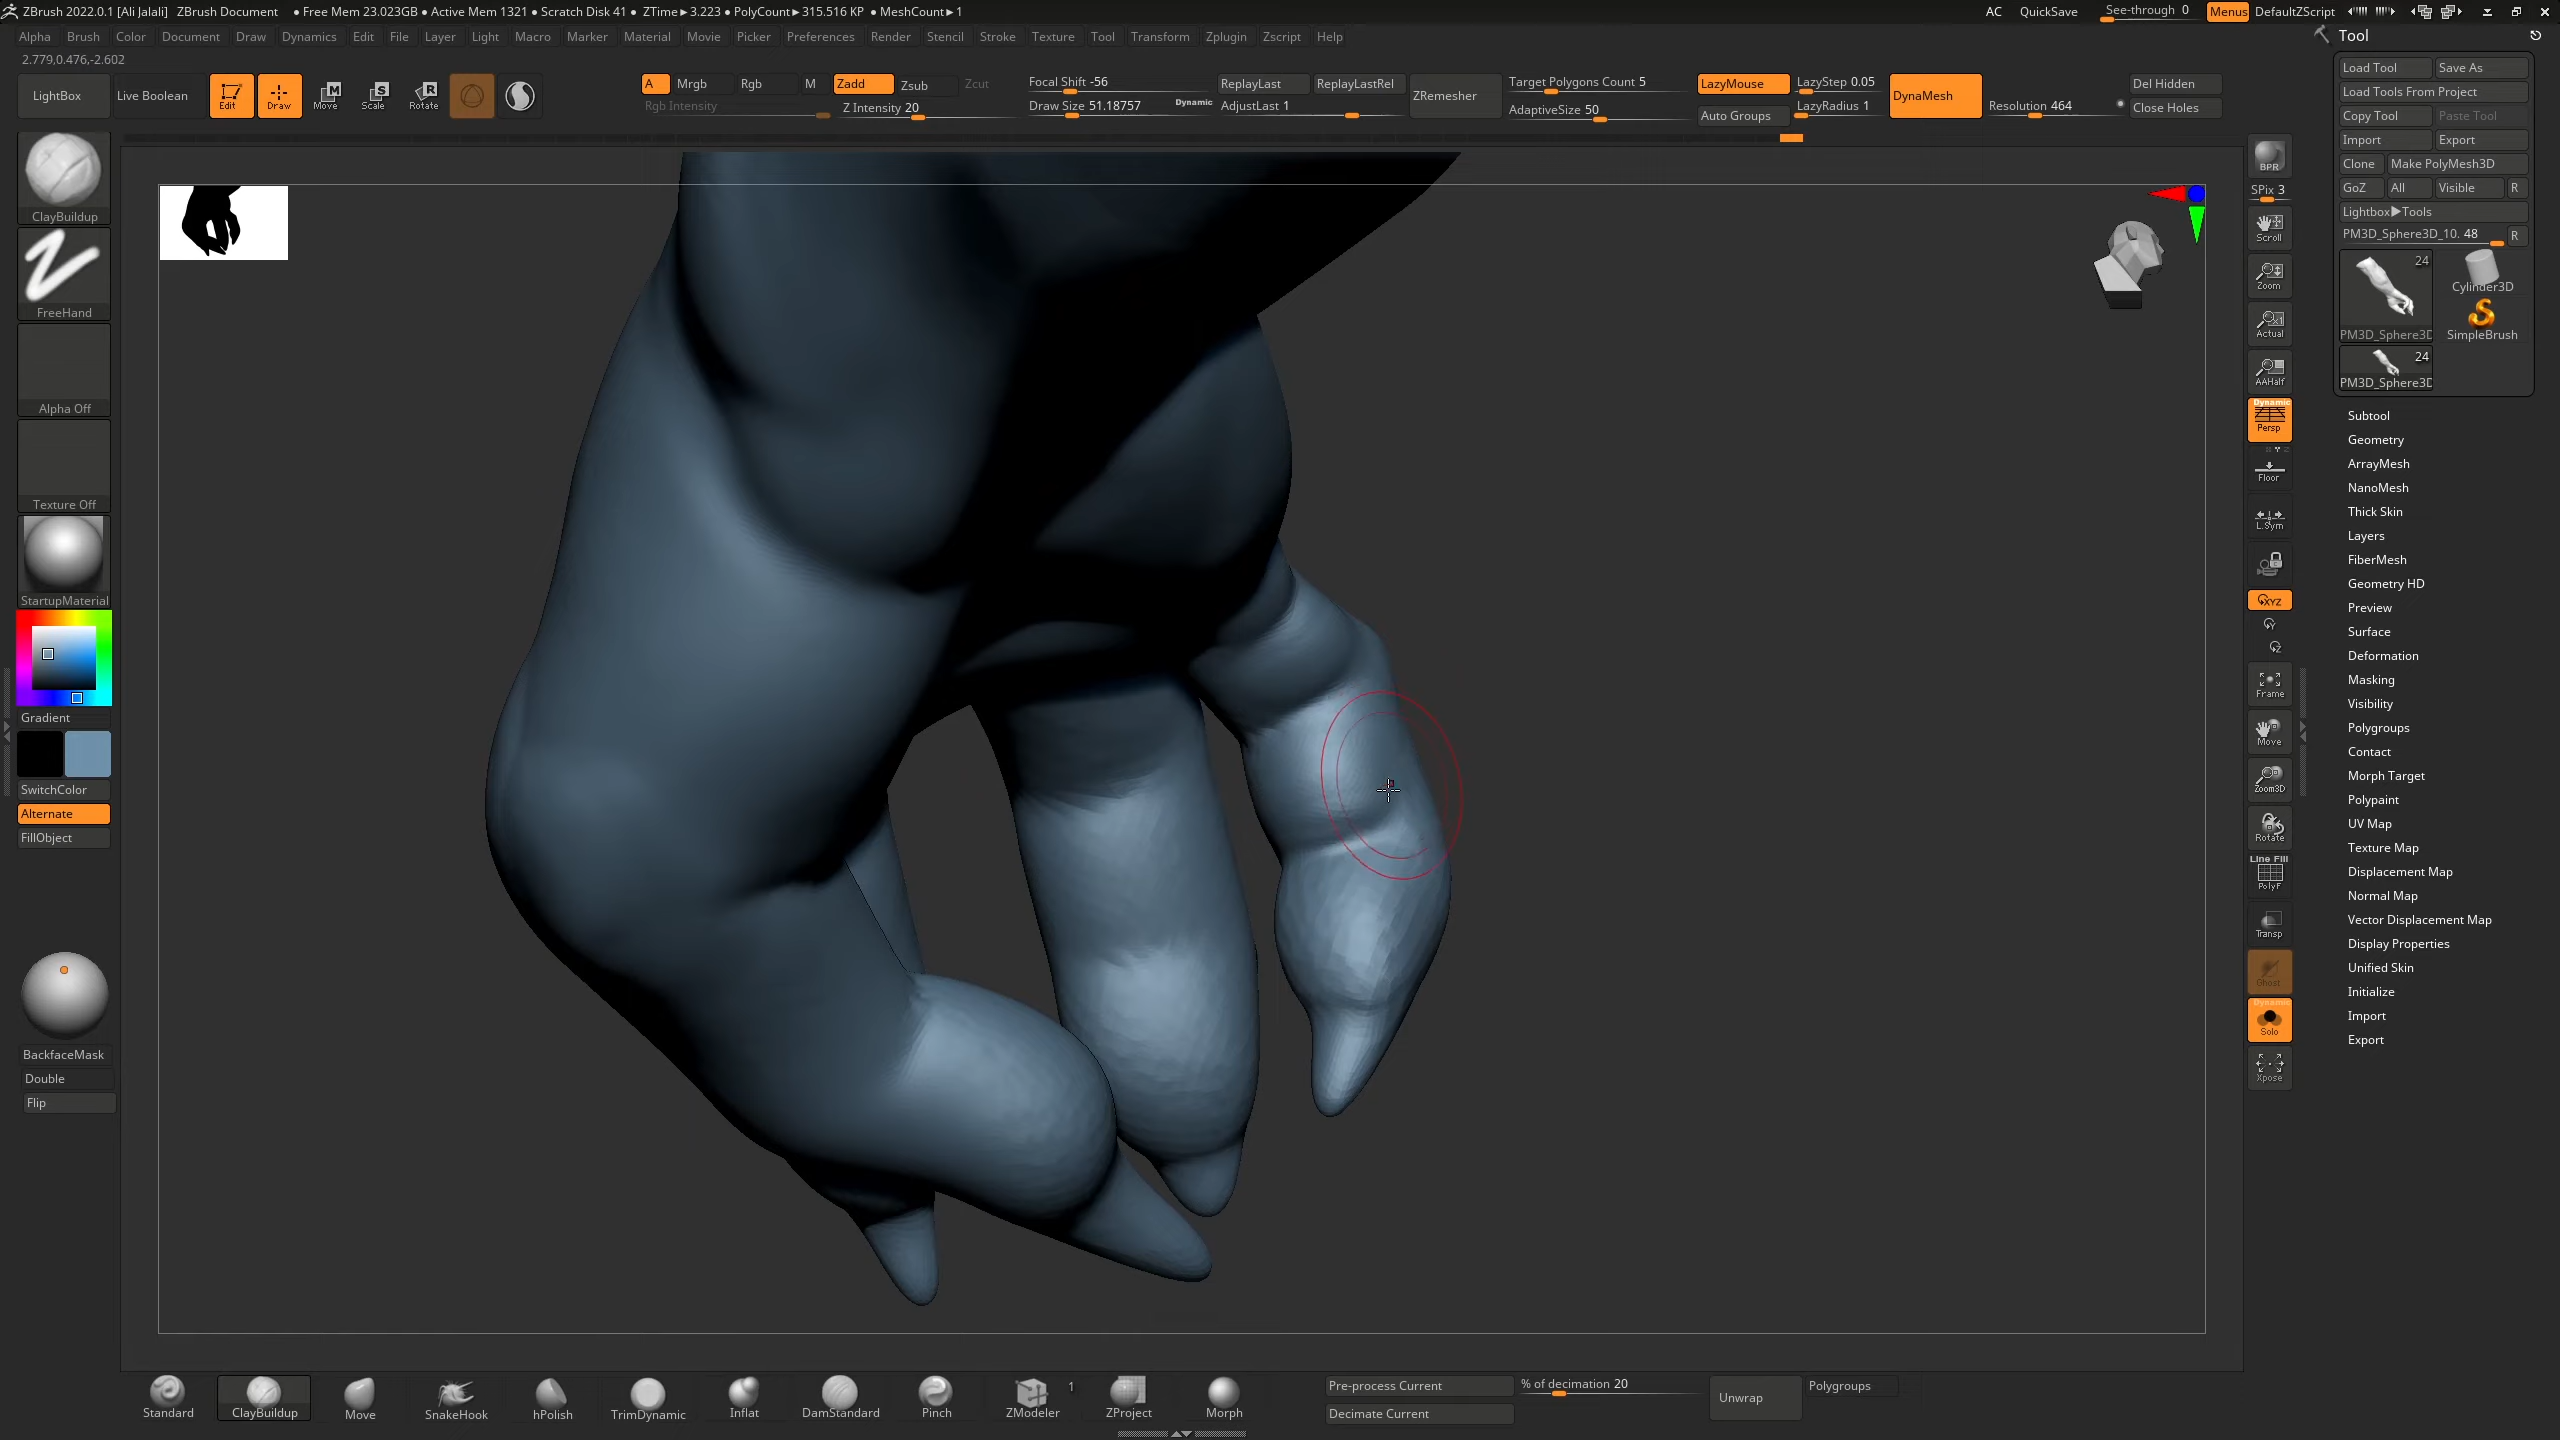 ZBrush 2022.0.1 [Ali Jalali] ZBrush Document • Free Mem 23.023GB • Active Mem 1321 • Scratch Disk 41 • ZTime►3.223 • PolyCount►315.516 KP • MeshCount►1 AC QuickSave See-through 0 Menus DefaultZScript
Alpha Brush Color Document Draw Dynamics Edit File Layer Light Macro Marker Material Movie Picker Preferences Render Stencil Stroke Texture Tool Transform Zplugin Zscript Help
2.779,0.476,-2.602
LightBox Live Boolean Edit Draw Move Scale Rotate
M S R
A Mrgb Rgb M Zadd Zsub Zcut Focal Shift -56 ReplayLast ReplayLastRel ZRemesher Target Polygons Count 5 LazyMouse LazyStep 0.05 DynaMesh Del Hidden
Rgb Intensity Z Intensity 20 Draw Size 51.18757 Dynamic AdjustLast 1 AdaptiveSize 50 Auto Groups LazyRadius 1 Resolution 464 Close Holes
ClayBuildup
FreeHand
Alpha Off
Texture Off
StartupMaterial
Gradient
SwitchColor
Alternate
FillObject
BackfaceMask
Double
Flip
BPR
SPix 3
Scroll
Zoom
Actual
AAHalf
Dynamic
Persp
Floor
L.Sym
XYZ
Y
Z
Frame
Move
Zoom3D
Rotate
Line Fill
PolyF
Transp
Ghost
Dynamic
Solo
Xpose
Tool
Load Tool Save As
Load Tools From Project
Copy Tool Paste Tool
Import Export
Clone Make PolyMesh3D
GoZ All Visible R
Lightbox►Tools
PM3D_Sphere3D_10. 48 R
24
Cylinder3D
PM3D_Sphere3D SimpleBrush
24
PM3D_Sphere3D
Subtool
Geometry
ArrayMesh
NanoMesh
Thick Skin
Layers
FiberMesh
Geometry HD
Preview
Surface
Deformation
Masking
Visibility
Polygroups
Contact
Morph Target
Polypaint
UV Map
Texture Map
Displacement Map
Normal Map
Vector Displacement Map
Display Properties
Unified Skin
Initialize
Import
Export
Standard ClayBuildup Move SnakeHook hPolish TrimDynamic Inflat DamStandard Pinch ZModeler 1 ZProject Morph
Pre-process Current % of decimation 20 Unwrap Polygroups
Decimate Current